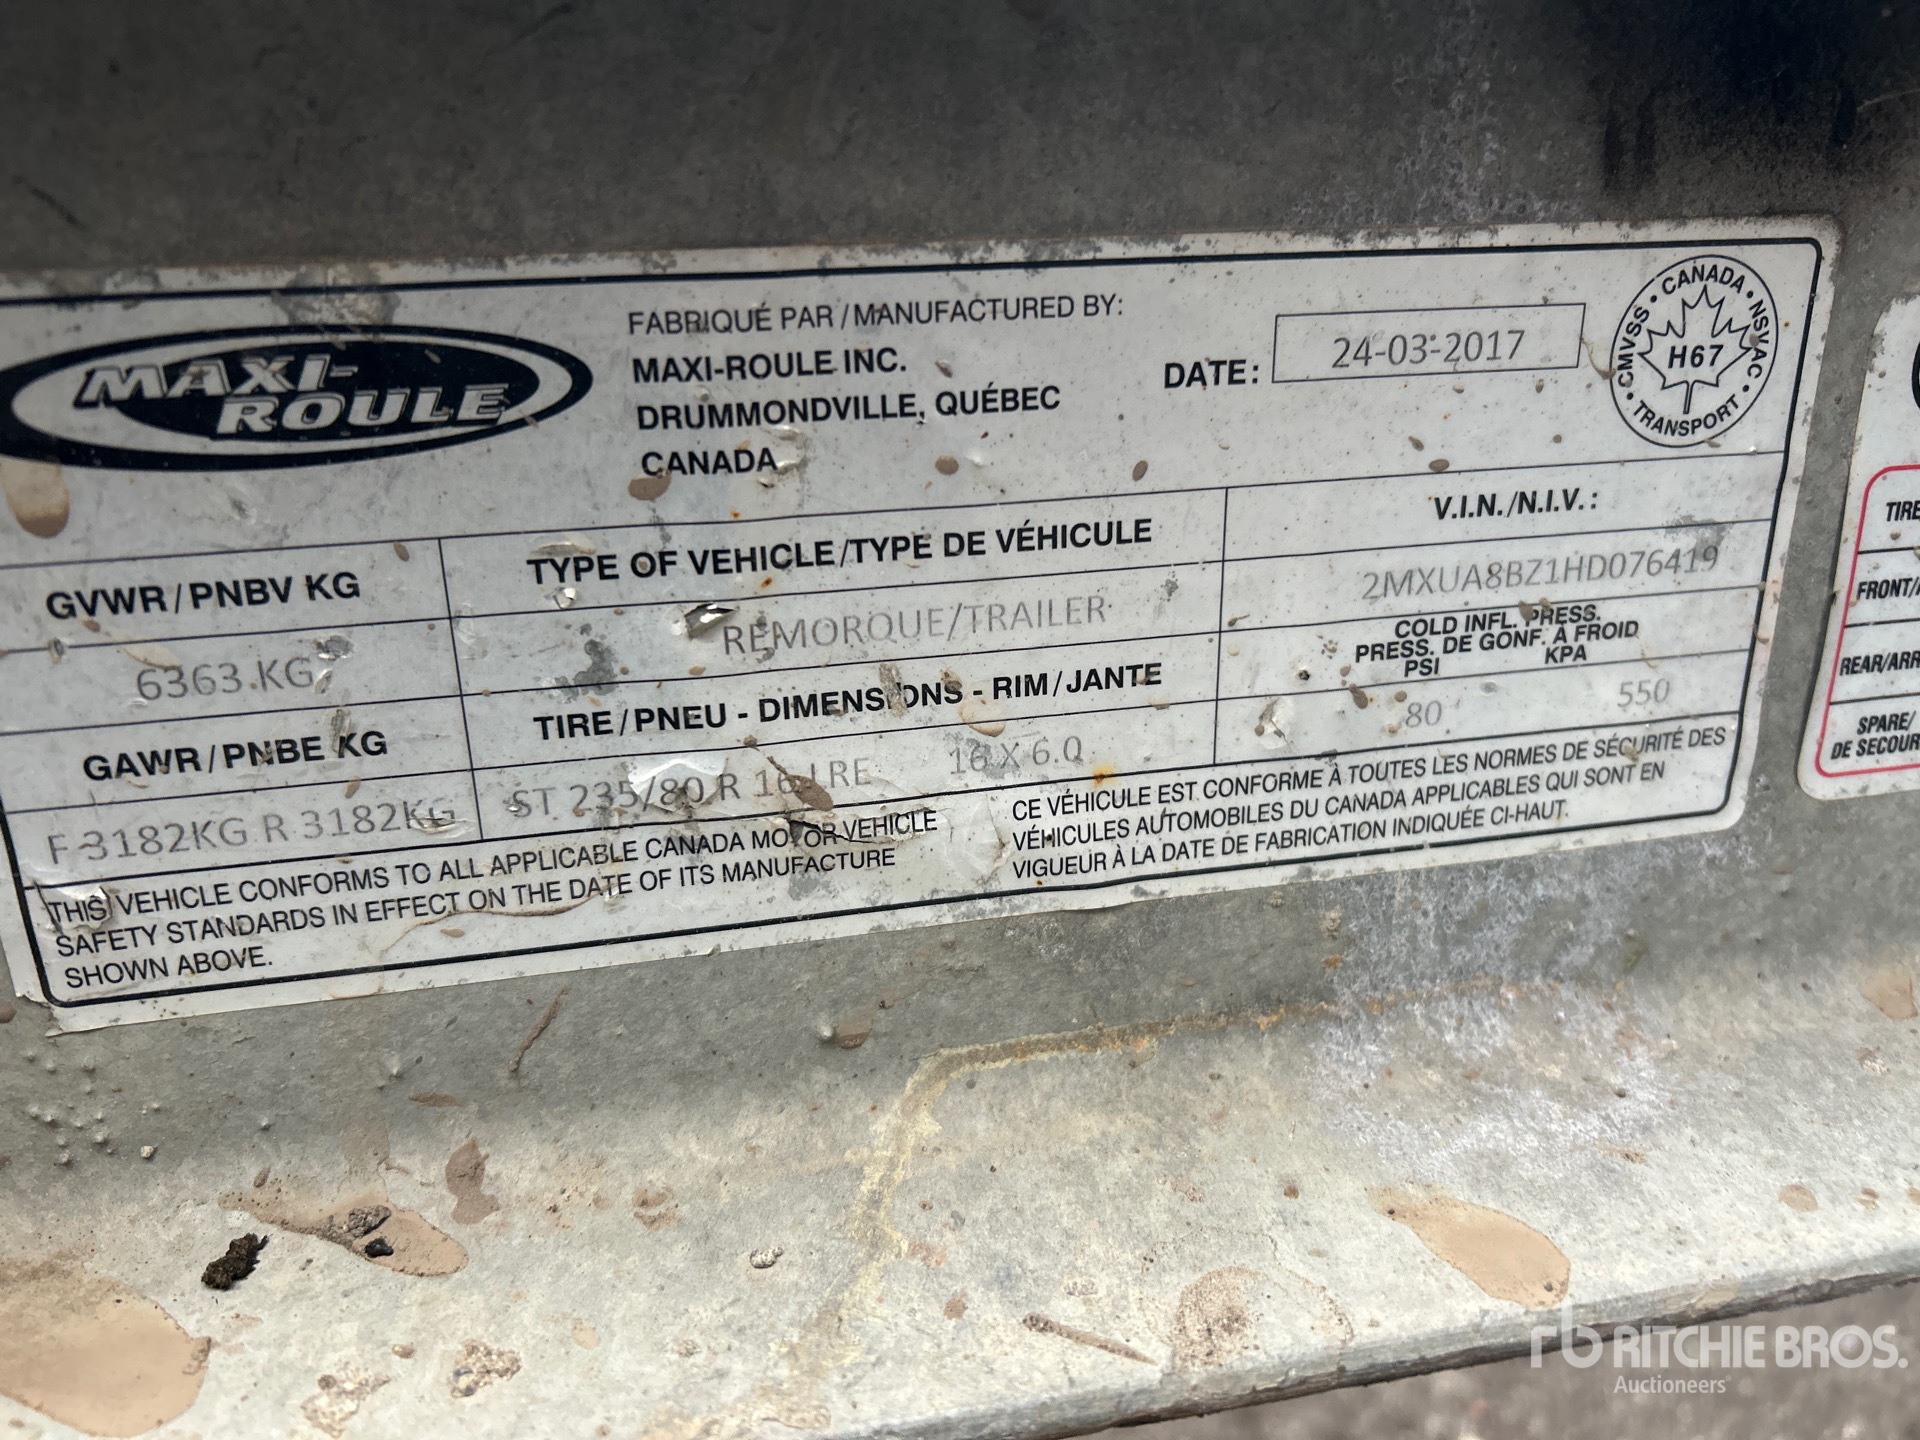 MAXI-
ROULE
FABRIQUÉ PAR / MANUFACTURED BY:
MAXI-ROULE INC.
DRUMMONDVILLE, QUÉBEC
CANADA
DATE: 24-03-2017
CANADA • NSVAC • TRANSPORT • CMVSS •
H67
GVWR / PNBV KG
6363 KG
TYPE OF VEHICLE / TYPE DE VÉHICULE
REMORQUE/TRAILER
V.I.N. / N.I.V. :
2MXUA8BZ1HD076419
GAWR / PNBE KG
F 3182KG R 3182KG
TIRE / PNEU - DIMENSIONS - RIM / JANTE
ST 235/80 R 16 LRE 16 X 6.0
COLD INFL. PRESS.
PRESS. DE GONF. À FROID
PSI KPA
80 550
THIS VEHICLE CONFORMS TO ALL APPLICABLE CANADA MOTOR VEHICLE
SAFETY STANDARDS IN EFFECT ON THE DATE OF ITS MANUFACTURE
SHOWN ABOVE.
CE VÉHICULE EST CONFORME À TOUTES LES NORMES DE SÉCURITÉ DES
VÉHICULES AUTOMOBILES DU CANADA APPLICABLES QUI SONT EN
VIGUEUR À LA DATE DE FABRICATION INDIQUÉE CI-HAUT.
TIRE
FRONT/
REAR/ARR
SPARE/
DE SECOUR
rb RITCHIE BROS.
Auctioneers